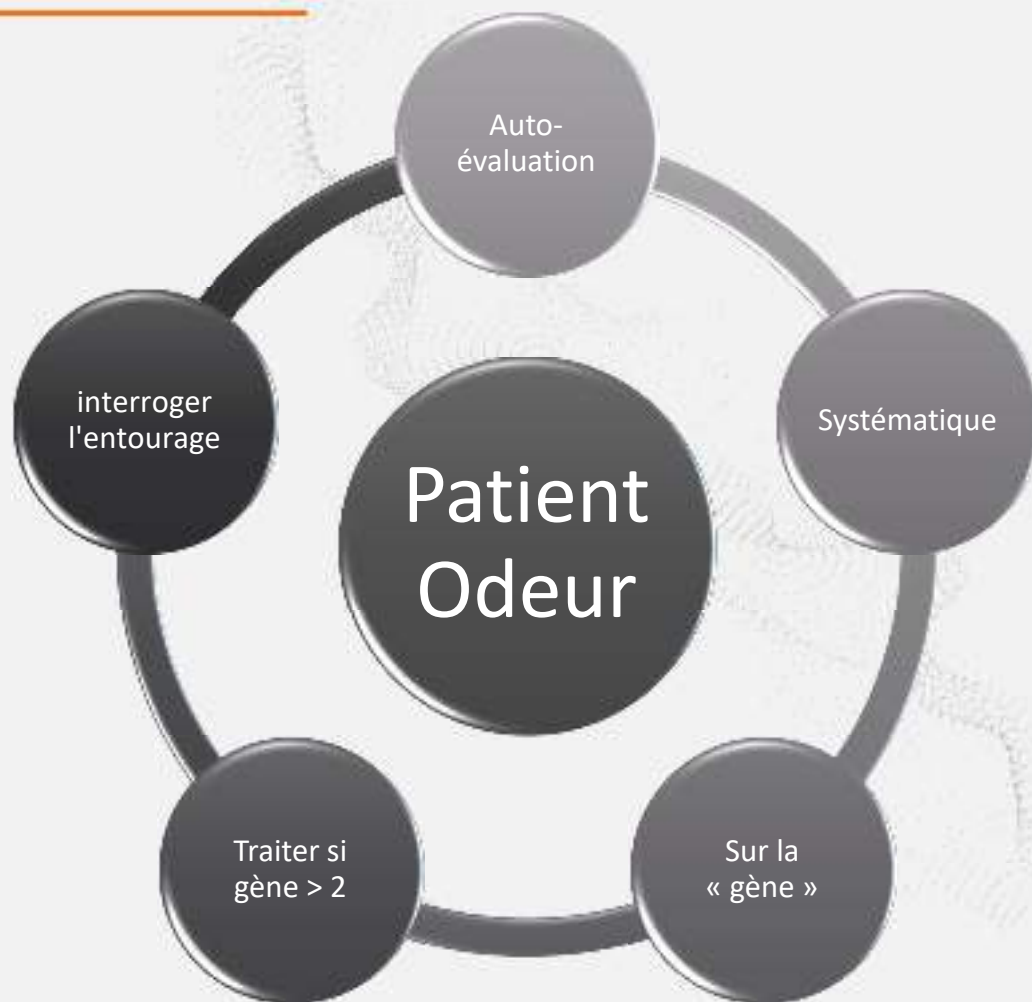 Auto-
évaluation
Systématique
Sur la
« gène »
Traiter si
gène > 2
interroger
l'entourage
Patient
Odeur